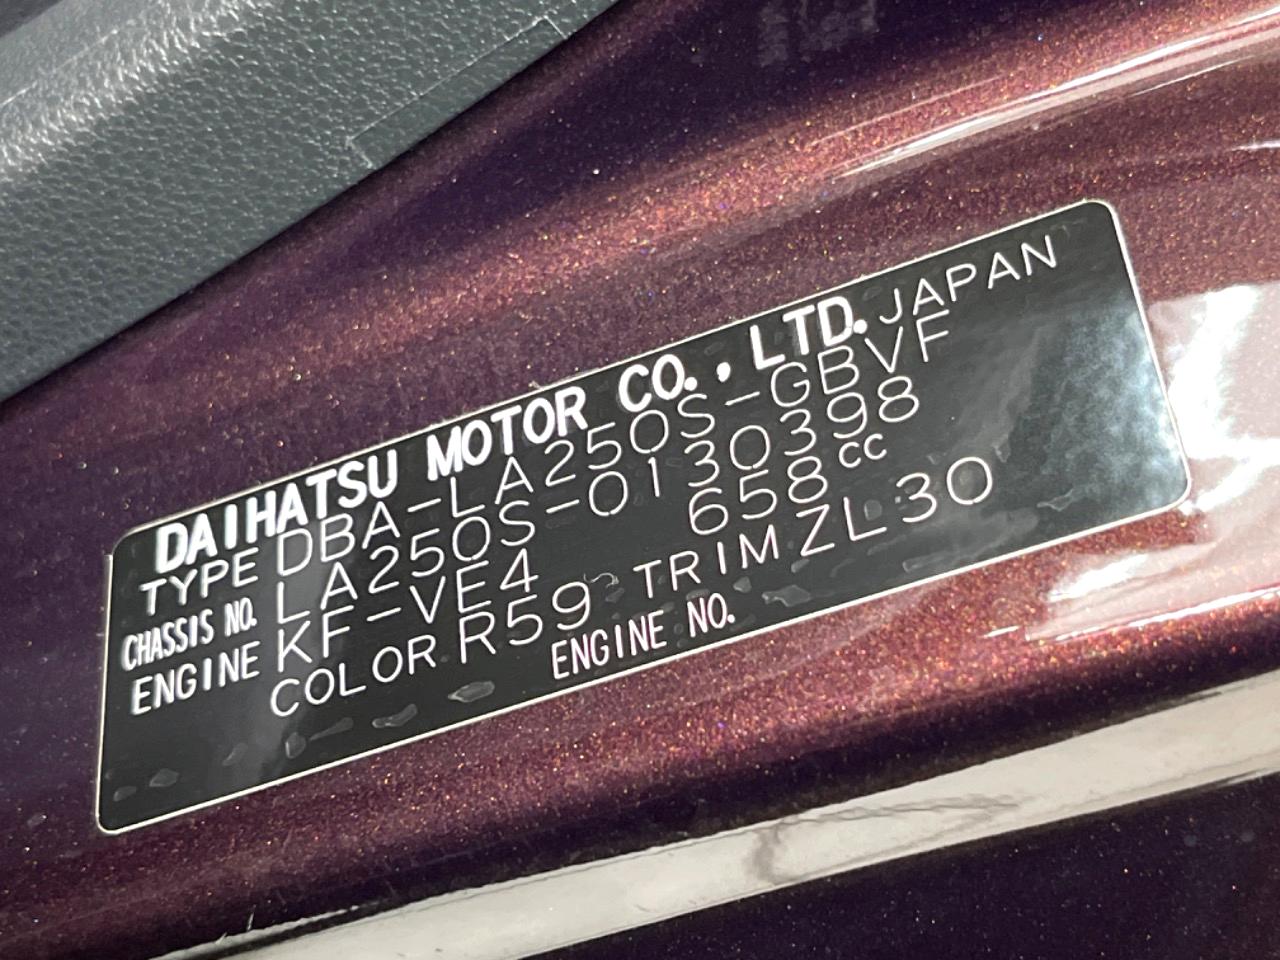 DAIHATSU MOTOR CO., LTD. JAPAN
TYPE DBA-LA250S-GBVF
CHASSIS NO. LA250S-0130398
ENGINE KF-VE4 658cc
COLOR R59 TRIM ZL30
ENGINE NO.